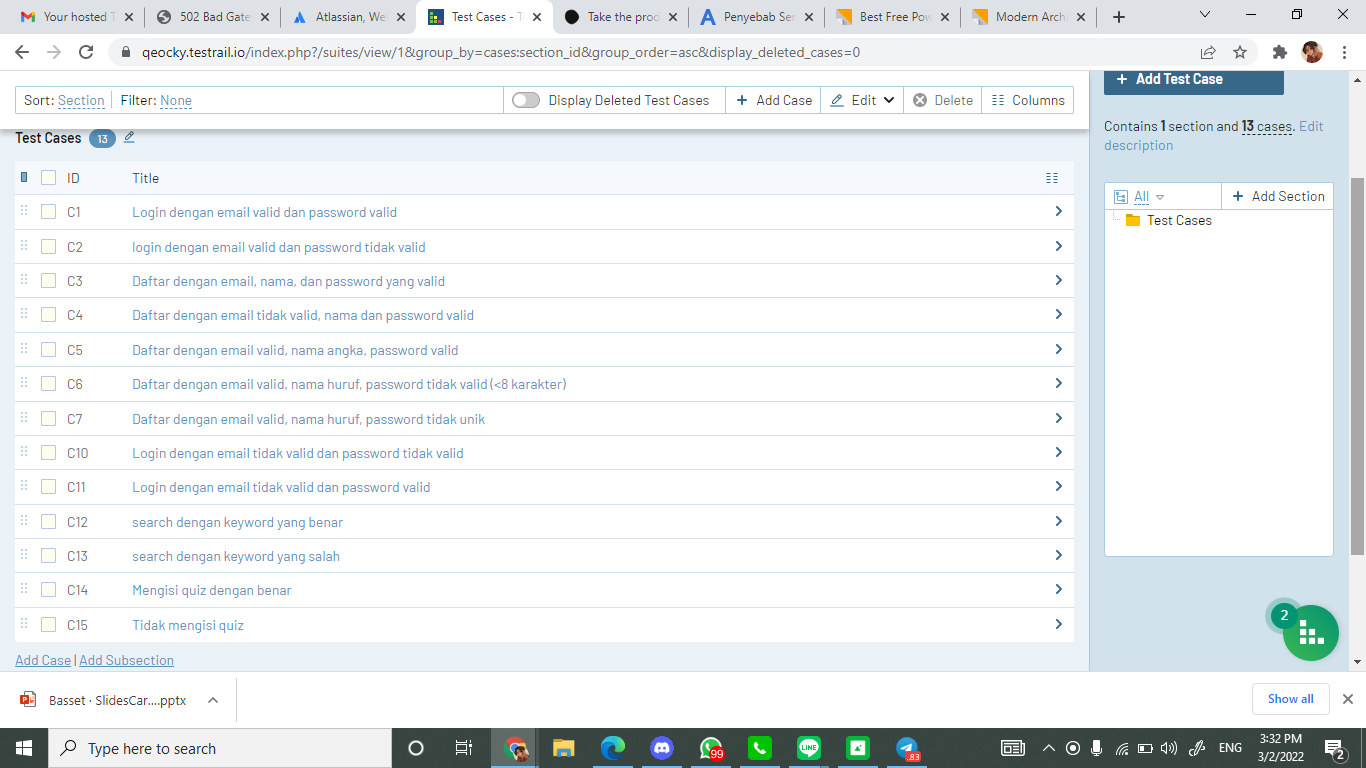 Your hosted T
502 Bad Gate
Atlassian, We
Test Cases - T
Take the prod
Penyebab Se
Best Free Pow
Modern Archi
qeocky.testrail.io/index.php?/suites/view/1&group_by=cases:section_id&group_order=asc&display_deleted_cases=0
Sort: Section Filter: None
Display Deleted Test Cases
Add Case
Edit
Delete
Columns
Test Cases 13
ID Title
C1 Login dengan email valid dan password valid
C2 login dengan email valid dan password tidak valid
C3 Daftar dengan email, nama, dan password yang valid
C4 Daftar dengan email tidak valid, nama dan password valid
C5 Daftar dengan email valid, nama angka, password valid
C6 Daftar dengan email valid, nama huruf, password tidak valid (<8 karakter)
C7 Daftar dengan email valid, nama huruf, password tidak unik
C10 Login dengan email tidak valid dan password tidak valid
C11 Login dengan email tidak valid dan password valid
C12 search dengan keyword yang benar
C13 search dengan keyword yang salah
C14 Mengisi quiz dengan benar
C15 Tidak mengisi quiz
Add Case | Add Subsection
+ Add Test Case
Contains 1 section and 13 cases. Edit
description
All
+ Add Section
Test Cases
2
Basset · SlidesCar....pptx
Show all
Type here to search
99
LINE
83
ENG
3:32 PM
3/2/2022
2